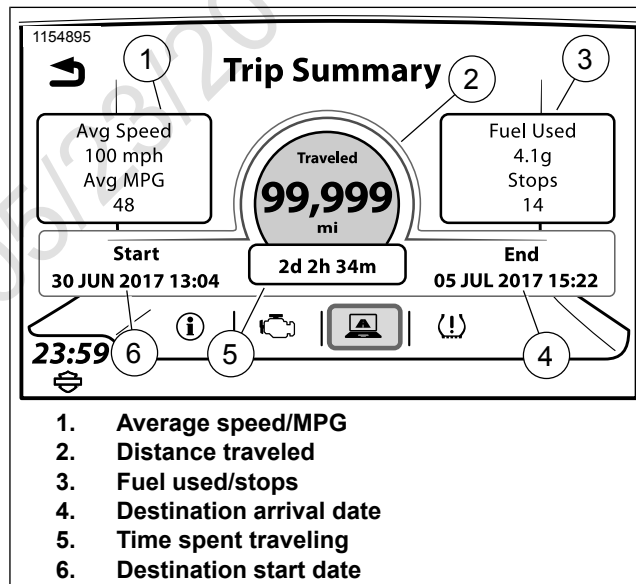 1154895
Trip Summary
1
2
3
Avg Speed
100 mph
Avg MPG
48
Traveled
99,999
mi
Fuel Used
4.1g
Stops
14
Start
30 JUN 2017 13:04
2d 2h 34m
End
05 JUL 2017 15:22
23:59
6
5
4
1. Average speed/MPG
2. Distance traveled
3. Fuel used/stops
4. Destination arrival date
5. Time spent traveling
6. Destination start date